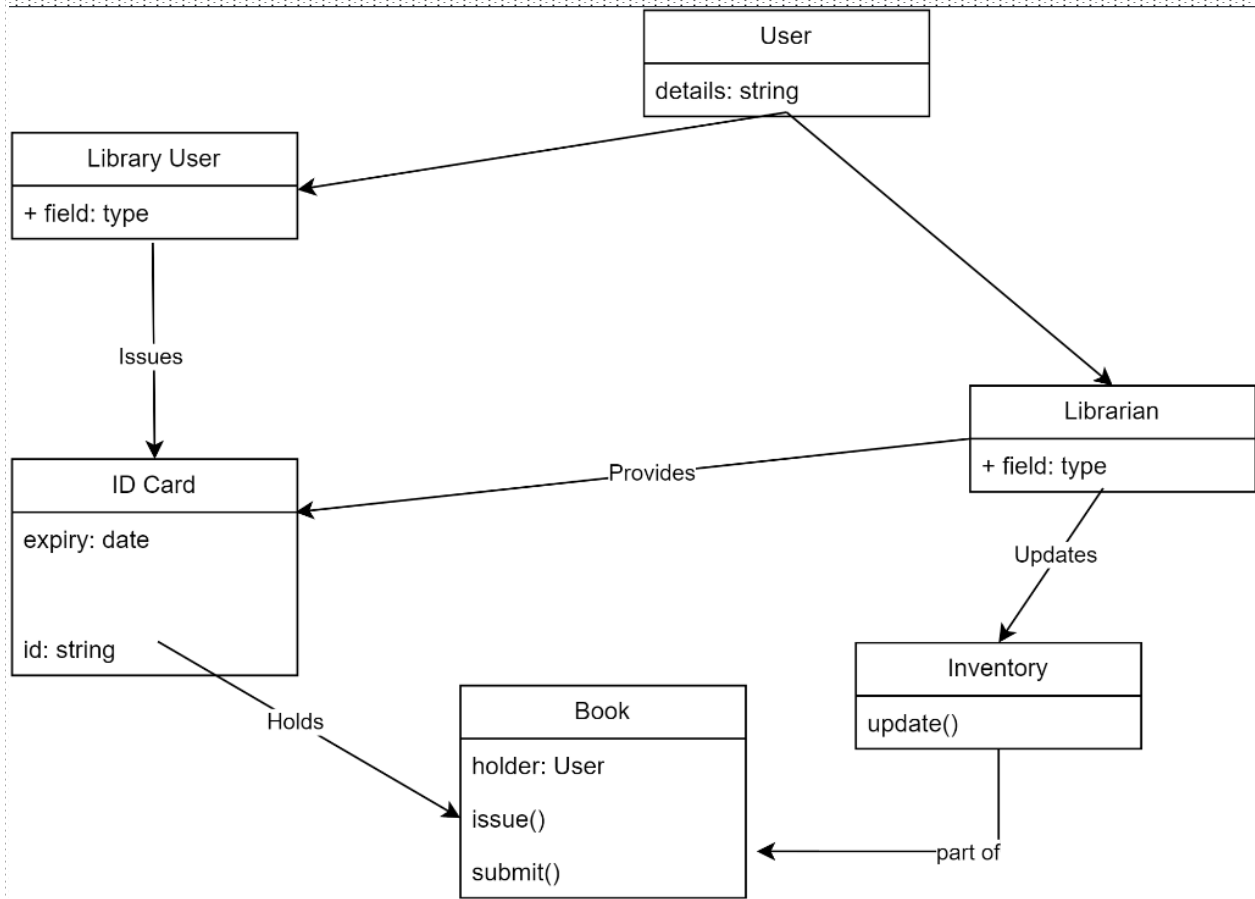 User
details: string
Library User
+ field: type
Issues
Librarian
+ field: type
Provides
ID Card
expiry: date
id: string
Updates
Inventory
update()
Holds
Book
holder: User
issue()
submit()
part of